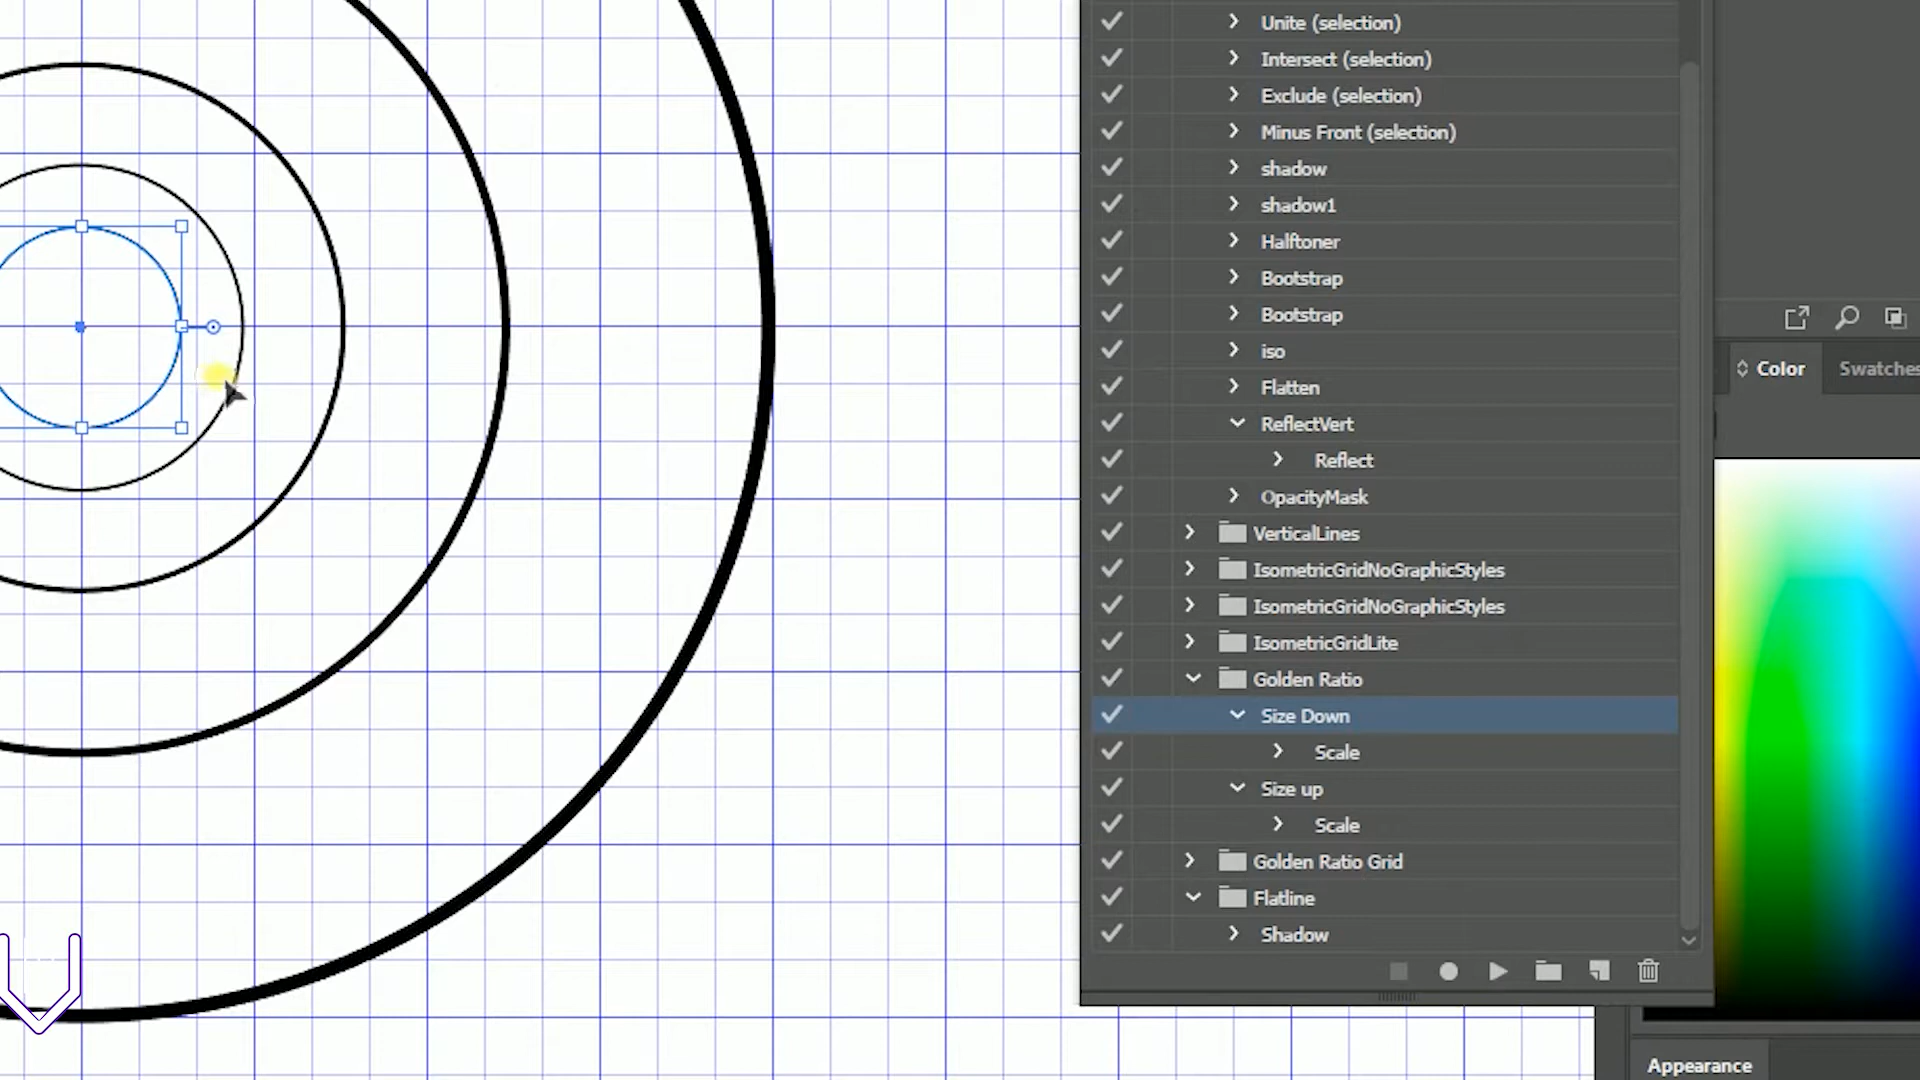 Unite (selection)
Intersect (selection)
Exclude (selection)
Minus Front (selection)
shadow
shadow1
Halftoner
Bootstrap
Bootstrap
iso
Flatten
ReflectVert
Reflect
OpacityMask
VerticalLines
IsometricGridNoGraphicStyles
IsometricGridNoGraphicStyles
IsometricGridLite
Golden Ratio
Size Down
Scale
Size up
Scale
Golden Ratio Grid
Flatline
Shadow
Color
Swatches
Appearance